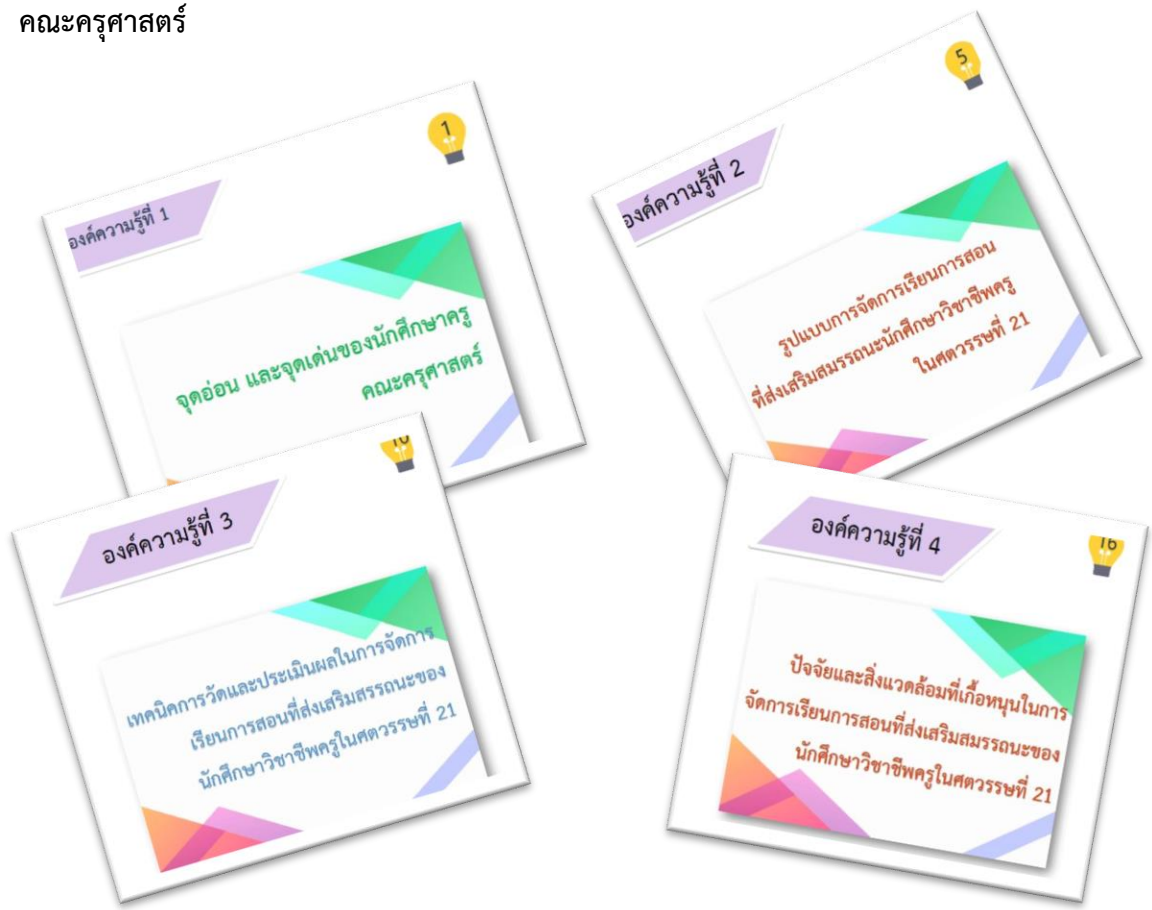 คณะครุศาสตร์
1
องค์ความรู้ที่ 1
จุดอ่อน และจุดเด่นของนักศึกษาครู
คณะครุศาสตร์
5
องค์ความรู้ที่ 2
รูปแบบการจัดการเรียนการสอน
ที่ส่งเสริมสมรรถนะนักศึกษาวิชาชีพครู
ในศตวรรษที่ 21
10
องค์ความรู้ที่ 3
เทคนิคการวัดและประเมินผลในการจัดการ
เรียนการสอนที่ส่งเสริมสรรถนะของ
นักศึกษาวิชาชีพครูในศตวรรษที่ 21
16
องค์ความรู้ที่ 4
ปัจจัยและสิ่งแวดล้อมที่เกื้อหนุนในการ
จัดการเรียนการสอนที่ส่งเสริมสมรรถนะของ
นักศึกษาวิชาชีพครูในศตวรรษที่ 21